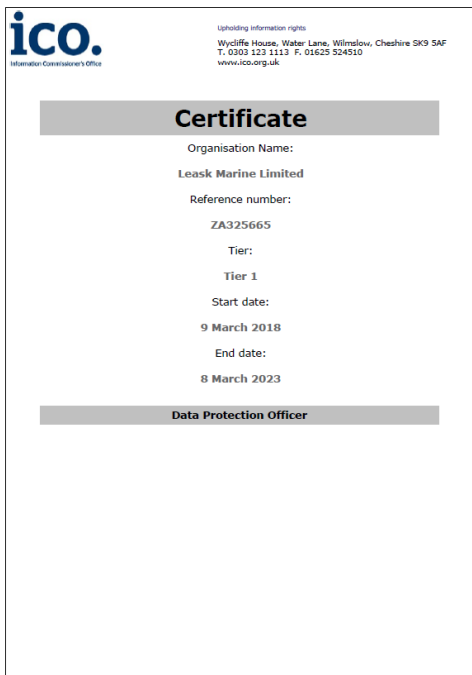 ico.
Information Commissioner's Office
Upholding information rights
Wycliffe House, Water Lane, Wilmslow, Cheshire SK9 5AF
T. 0303 123 1113  F. 01625 524510
www.ico.org.uk
Certificate
Organisation Name:
Leask Marine Limited
Reference number:
ZA325665
Tier:
Tier 1
Start date:
9 March 2018
End date:
8 March 2023
Data Protection Officer